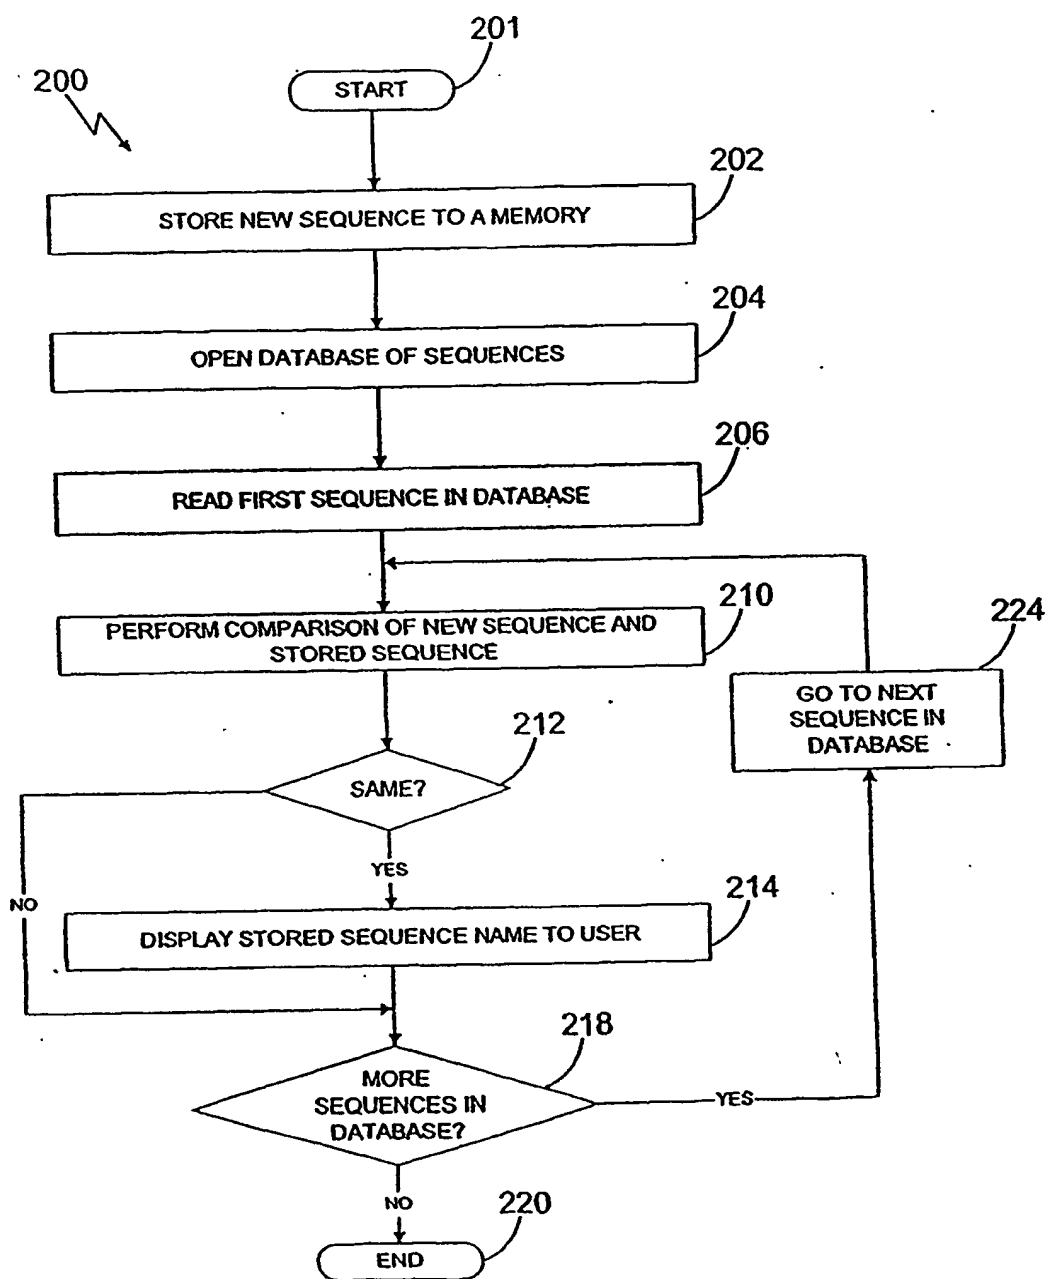 201
START
200
202
STORE NEW SEQUENCE TO A MEMORY
204
OPEN DATABASE OF SEQUENCES
206
READ FIRST SEQUENCE IN DATABASE
210
PERFORM COMPARISON OF NEW SEQUENCE AND
STORED SEQUENCE
224
GO TO NEXT
SEQUENCE IN
DATABASE
212
SAME?
YES
NO
214
DISPLAY STORED SEQUENCE NAME TO USER
218
MORE
SEQUENCES IN
DATABASE?
YES
NO
220
END